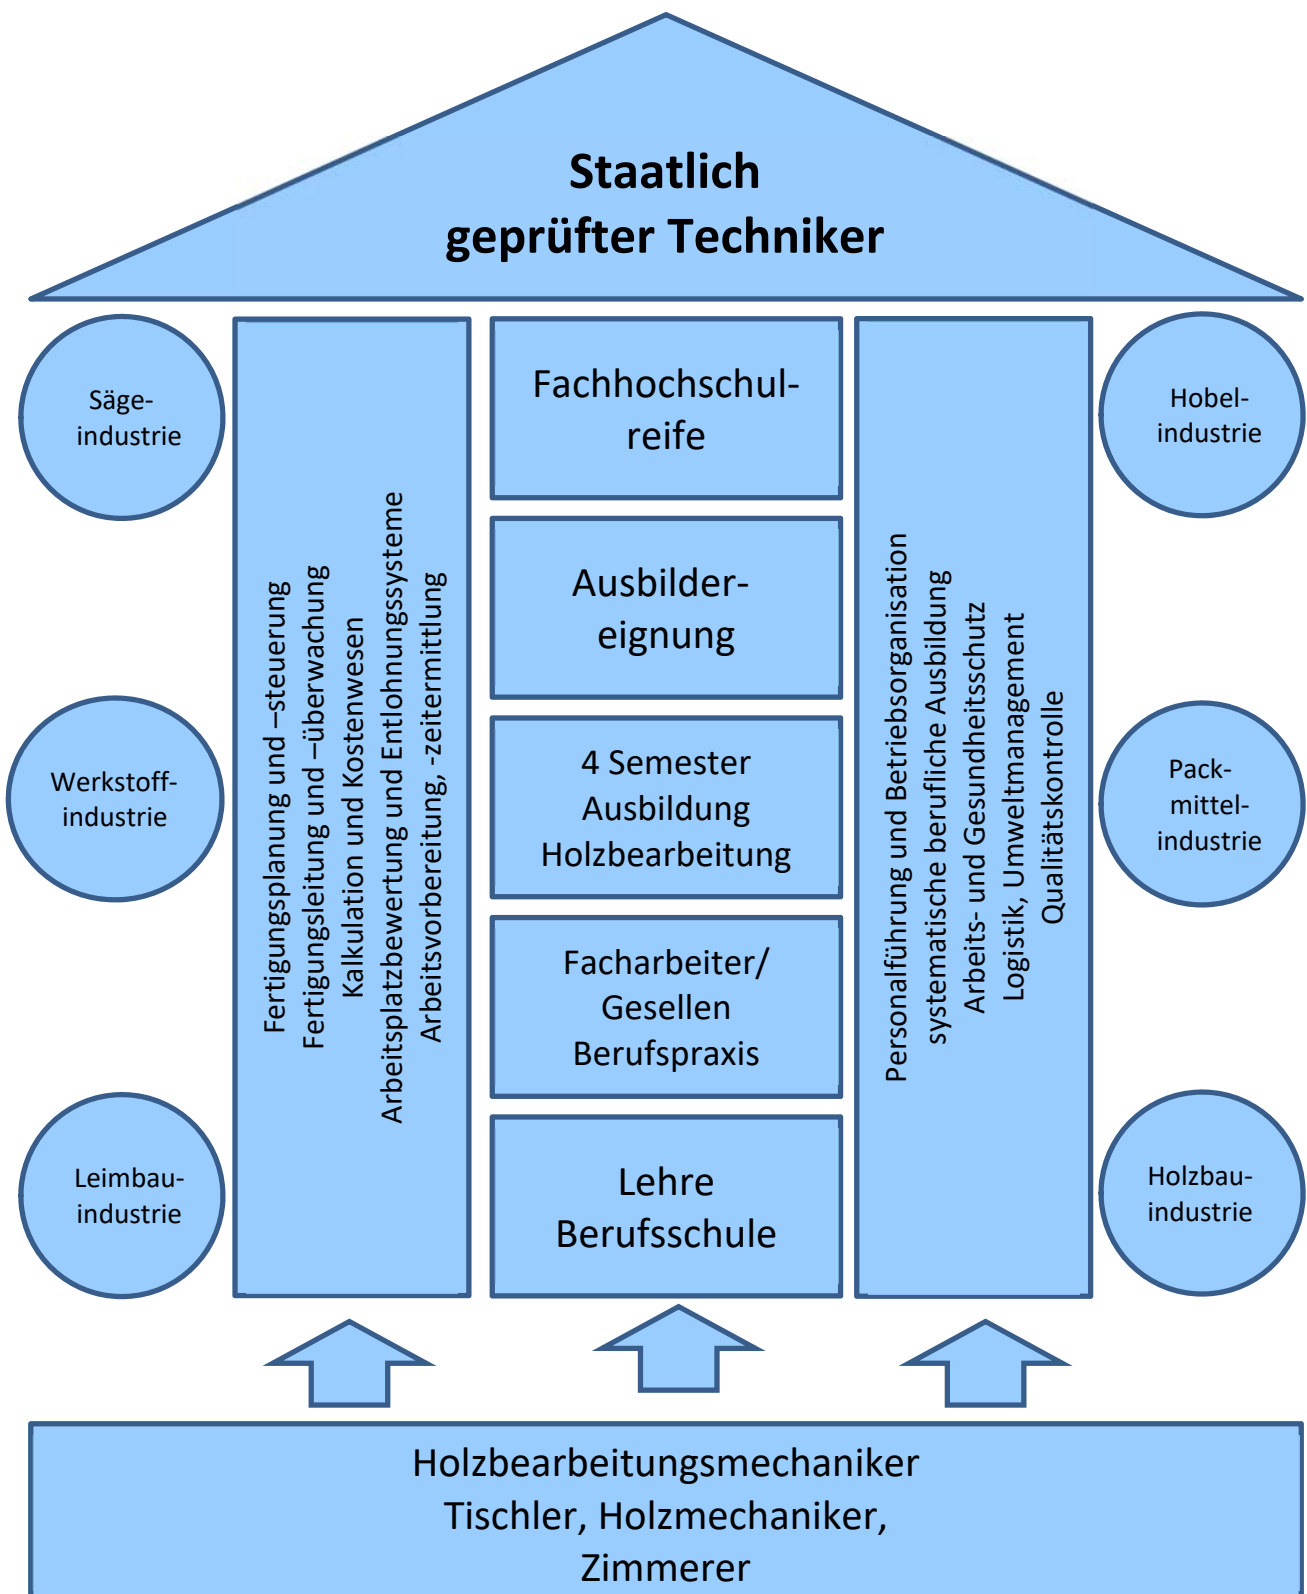 Staatlich
geprüfter Techniker
Säge-
industrie
Werkstoff-
industrie
Leimbau-
industrie
Fertigungsplanung und –steuerung
Fertigungsleitung und –überwachung
Kalkulation und Kostenwesen
Arbeitsplatzbewertung und Entlohnungssysteme
Arbeitsvorbereitung, -zeitermittlung
Fachhochschul-
reife
Ausbilder-
eignung
4 Semester
Ausbildung
Holzbearbeitung
Facharbeiter/
Gesellen
Berufspraxis
Lehre
Berufsschule
Personalführung und Betriebsorganisation
systematische berufliche Ausbildung
Arbeits- und Gesundheitsschutz
Logistik, Umweltmanagement
Qualitätskontrolle
Hobel-
industrie
Pack-
mittel-
industrie
Holzbau-
industrie
Holzbearbeitungsmechaniker
Tischler, Holzmechaniker,
Zimmerer